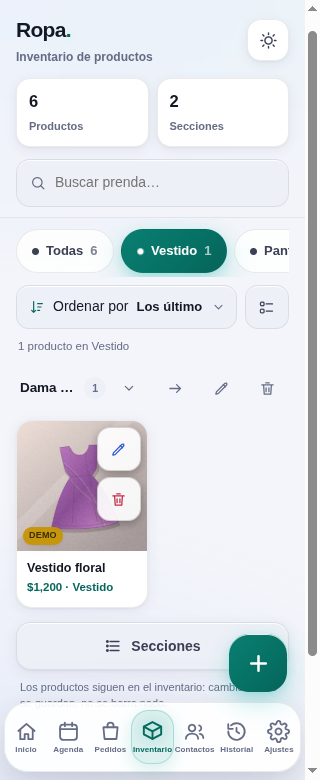 Ropa.
Inventario de productos
6
Productos
2
Secciones
Buscar prenda…
Todas 6
Vestido 1
Pant
Ordenar por Los último
1 producto en Vestido
Dama … 1
DEMO
Vestido floral
$1,200 · Vestido
Secciones
Los productos siguen en el inventario:
Inicio
Agenda
Pedidos
Inventario
Contactos
Historial
Ajustes